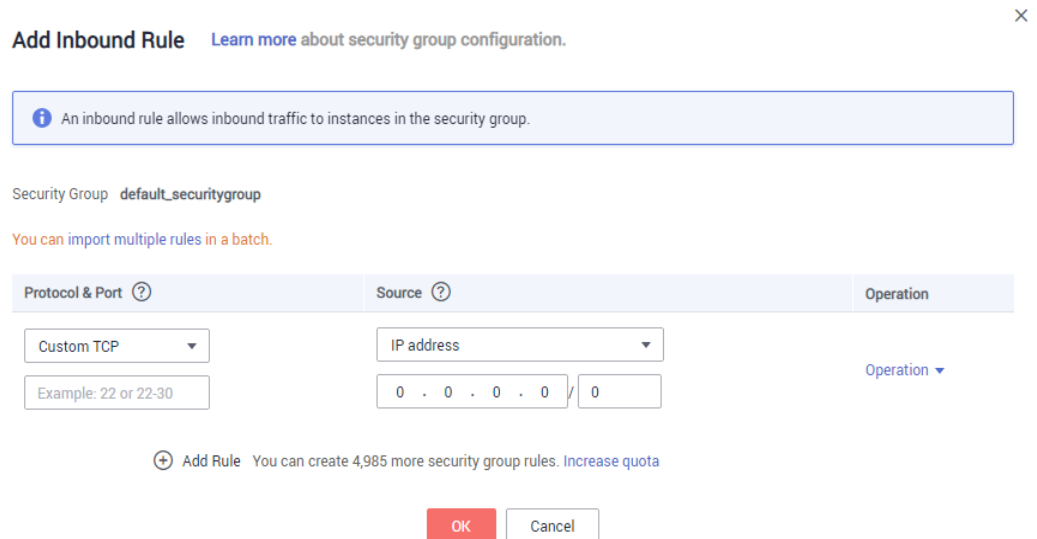 Add Inbound Rule Learn more about security group configuration.
An inbound rule allows inbound traffic to instances in the security group.
Security Group default_securitygroup
You can import multiple rules in a batch.
Protocol & Port ? Source ? Operation
Custom TCP IP address
Operation
Example: 22 or 22-30 0 . 0 . 0 . 0 / 0
Add Rule You can create 4,985 more security group rules. Increase quota
OK Cancel